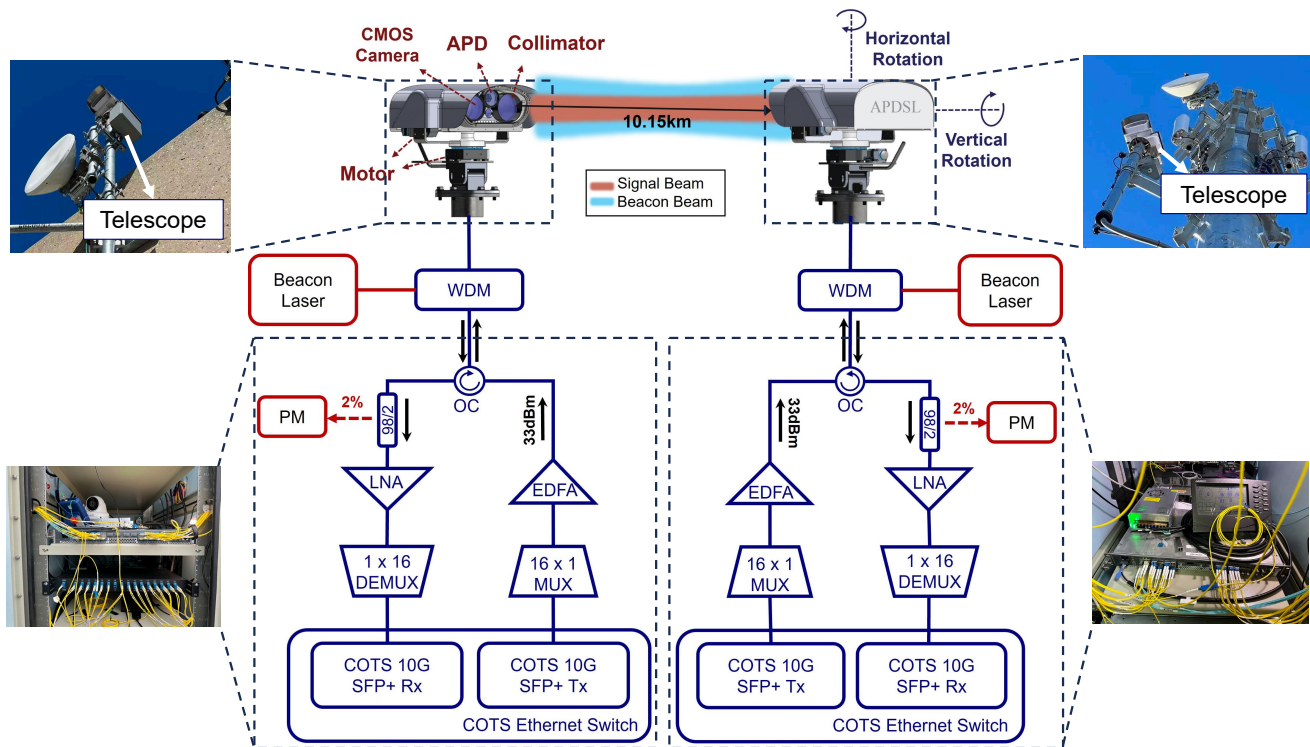 CMOS
Camera
APD
Collimator
Horizontal
Rotation
APDSL
10.15km
Vertical
Rotation
Motor
Signal Beam
Beacon Beam
Telescope
Telescope
Beacon
Laser
WDM
WDM
Beacon
Laser
OC
OC
PM
2%
98/2
33dBm
33dBm
98/2
2%
PM
LNA
EDFA
EDFA
LNA
1 x 16
DEMUX
16 x 1
MUX
16 x 1
MUX
1 x 16
DEMUX
COTS 10G
SFP+ Rx
COTS 10G
SFP+ Tx
COTS 10G
SFP+ Tx
COTS 10G
SFP+ Rx
COTS Ethernet Switch
COTS Ethernet Switch